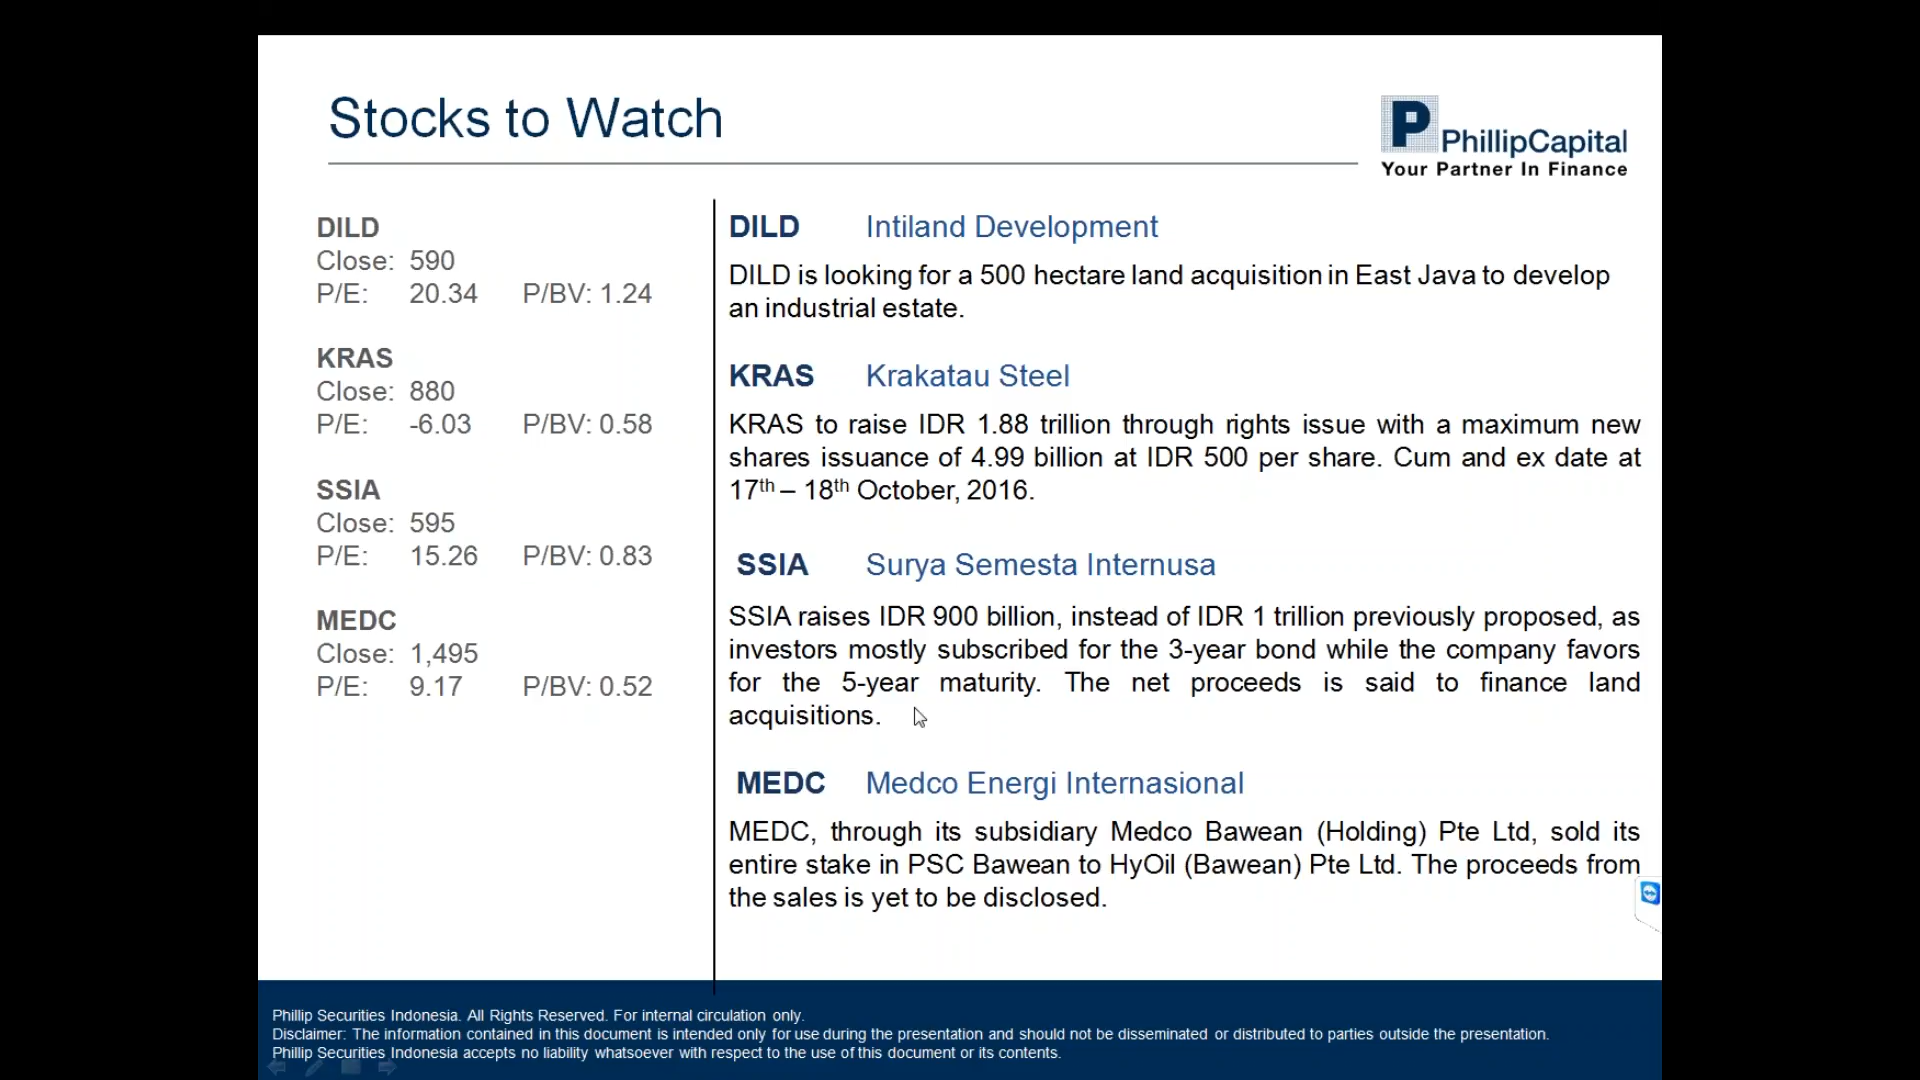 Stocks to Watch
P
PhillipCapital
Your Partner In Finance
DILD
Close: 590
P/E: 20.34 P/BV: 1.24
KRAS
Close: 880
P/E: -6.03 P/BV: 0.58
SSIA
Close: 595
P/E: 15.26 P/BV: 0.83
MEDC
Close: 1,495
P/E: 9.17 P/BV: 0.52
DILD Intiland Development
DILD is looking for a 500 hectare land acquisition in East Java to develop
an industrial estate.
KRAS Krakatau Steel
KRAS to raise IDR 1.88 trillion through rights issue with a maximum new
shares issuance of 4.99 billion at IDR 500 per share. Cum and ex date at
17th – 18th October, 2016.
SSIA Surya Semesta Internusa
SSIA raises IDR 900 billion, instead of IDR 1 trillion previously proposed, as
investors mostly subscribed for the 3-year bond while the company favors
for the 5-year maturity. The net proceeds is said to finance land
acquisitions.
MEDC Medco Energi Internasional
MEDC, through its subsidiary Medco Bawean (Holding) Pte Ltd, sold its
entire stake in PSC Bawean to HyOil (Bawean) Pte Ltd. The proceeds from
the sales is yet to be disclosed.
Phillip Securities Indonesia. All Rights Reserved. For internal circulation only.
Disclaimer: The information contained in this document is intended only for use during the presentation and should not be disseminated or distributed to parties outside the presentation.
Phillip Securities Indonesia accepts no liability whatsoever with respect to the use of this document or its contents.